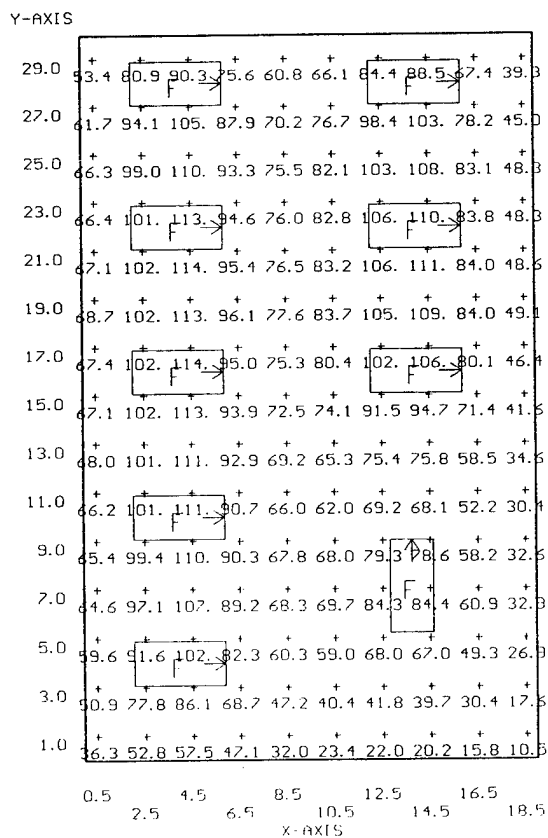 Y-AXIS
29.0 53.4 80.9 90.3 75.6 60.8 66.1 84.4 88.5 67.4 39.3
F F
27.0 61.7 94.1 105. 87.9 70.2 76.7 98.4 103. 78.2 45.0
25.0 66.3 99.0 110. 93.3 75.5 82.1 103. 108. 83.1 48.3
23.0 66.4 101. 113. 94.6 76.0 82.8 106. 110. 83.8 48.3
F F
21.0 67.1 102. 114. 95.4 76.5 83.2 106. 111. 84.0 48.6
19.0 68.7 102. 113. 96.1 77.6 83.7 105. 109. 84.0 49.1
17.0 67.4 102. 114. 95.0 75.3 80.4 102. 106. 80.1 46.4
F F
15.0 67.1 102. 113. 93.9 72.5 74.1 91.5 94.7 71.4 41.6
13.0 68.0 101. 111. 92.9 69.2 65.3 75.4 75.8 58.5 34.6
11.0 66.2 101. 111. 90.7 66.0 62.0 69.2 68.1 52.2 30.4
F
9.0 65.4 99.4 110. 90.3 67.8 68.0 79.3 78.6 58.2 32.6
F
7.0 64.6 97.1 107. 89.2 68.3 69.7 84.3 84.4 60.9 32.8
5.0 59.6 91.6 102. 82.3 60.3 59.0 68.0 67.0 49.3 26.9
F
3.0 50.9 77.8 86.1 68.7 47.2 40.4 41.8 39.7 30.4 17.6
1.0 36.3 52.8 57.5 47.1 32.0 23.4 22.0 20.2 15.8 10.5
0.5 4.5 8.5 12.5 16.5
2.5 6.5 10.5 14.5 18.5
X-AXIS